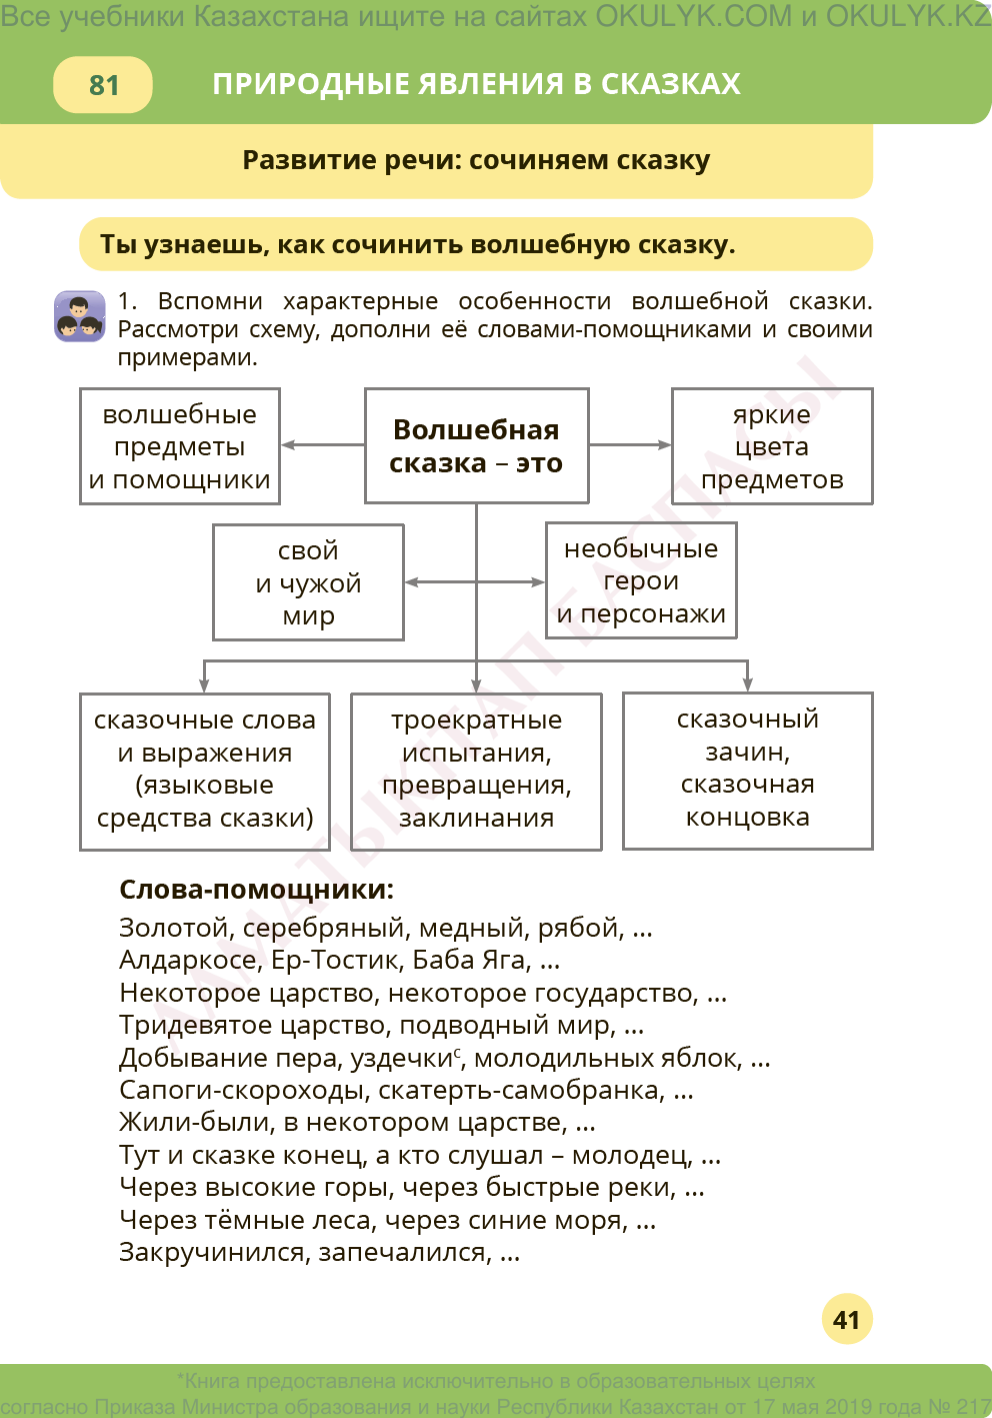 Все учебники Казахстана ищите на сайтах OKULYK.COM и OKULYK.KZ
81
ПРИРОДНЫЕ ЯВЛЕНИЯ В СКАЗКАХ
Развитие речи: сочиняем сказку
Ты узнаешь, как сочинить волшебную сказку.
1. Вспомни характерные особенности волшебной сказки.
Рассмотри схему, дополни её словами-помощниками и своими
примерами.
волшебные
предметы
и помощники
Волшебная
сказка – это
яркие
цвета
предметов
свой
и чужой
мир
необычные
герои
и персонажи
сказочные слова
и выражения
(языковые
средства сказки)
троекратные
испытания,
превращения,
заклинания
сказочный
зачин,
сказочная
концовка
АЛМАТЫКІТАП БАСПАСЫ
Слова-помощники:
Золотой, серебряный, медный, рябой, ...
Алдаркосе, Ер-Тостик, Баба Яга, ...
Некоторое царство, некоторое государство, ...
Тридевятое царство, подводный мир, ...
Добывание пера, уздечкиᶜ, молодильных яблок, ...
Сапоги-скороходы, скатерть-самобранка, ...
Жили-были, в некотором царстве, ...
Тут и сказке конец, а кто слушал – молодец, ...
Через высокие горы, через быстрые реки, ...
Через тёмные леса, через синие моря, ...
Закручинился, запечалился, ...
41
*Книга предоставлена исключительно в образовательных целях
согласно Приказа Министра образования и науки Республики Казахстан от 17 мая 2019 года № 217